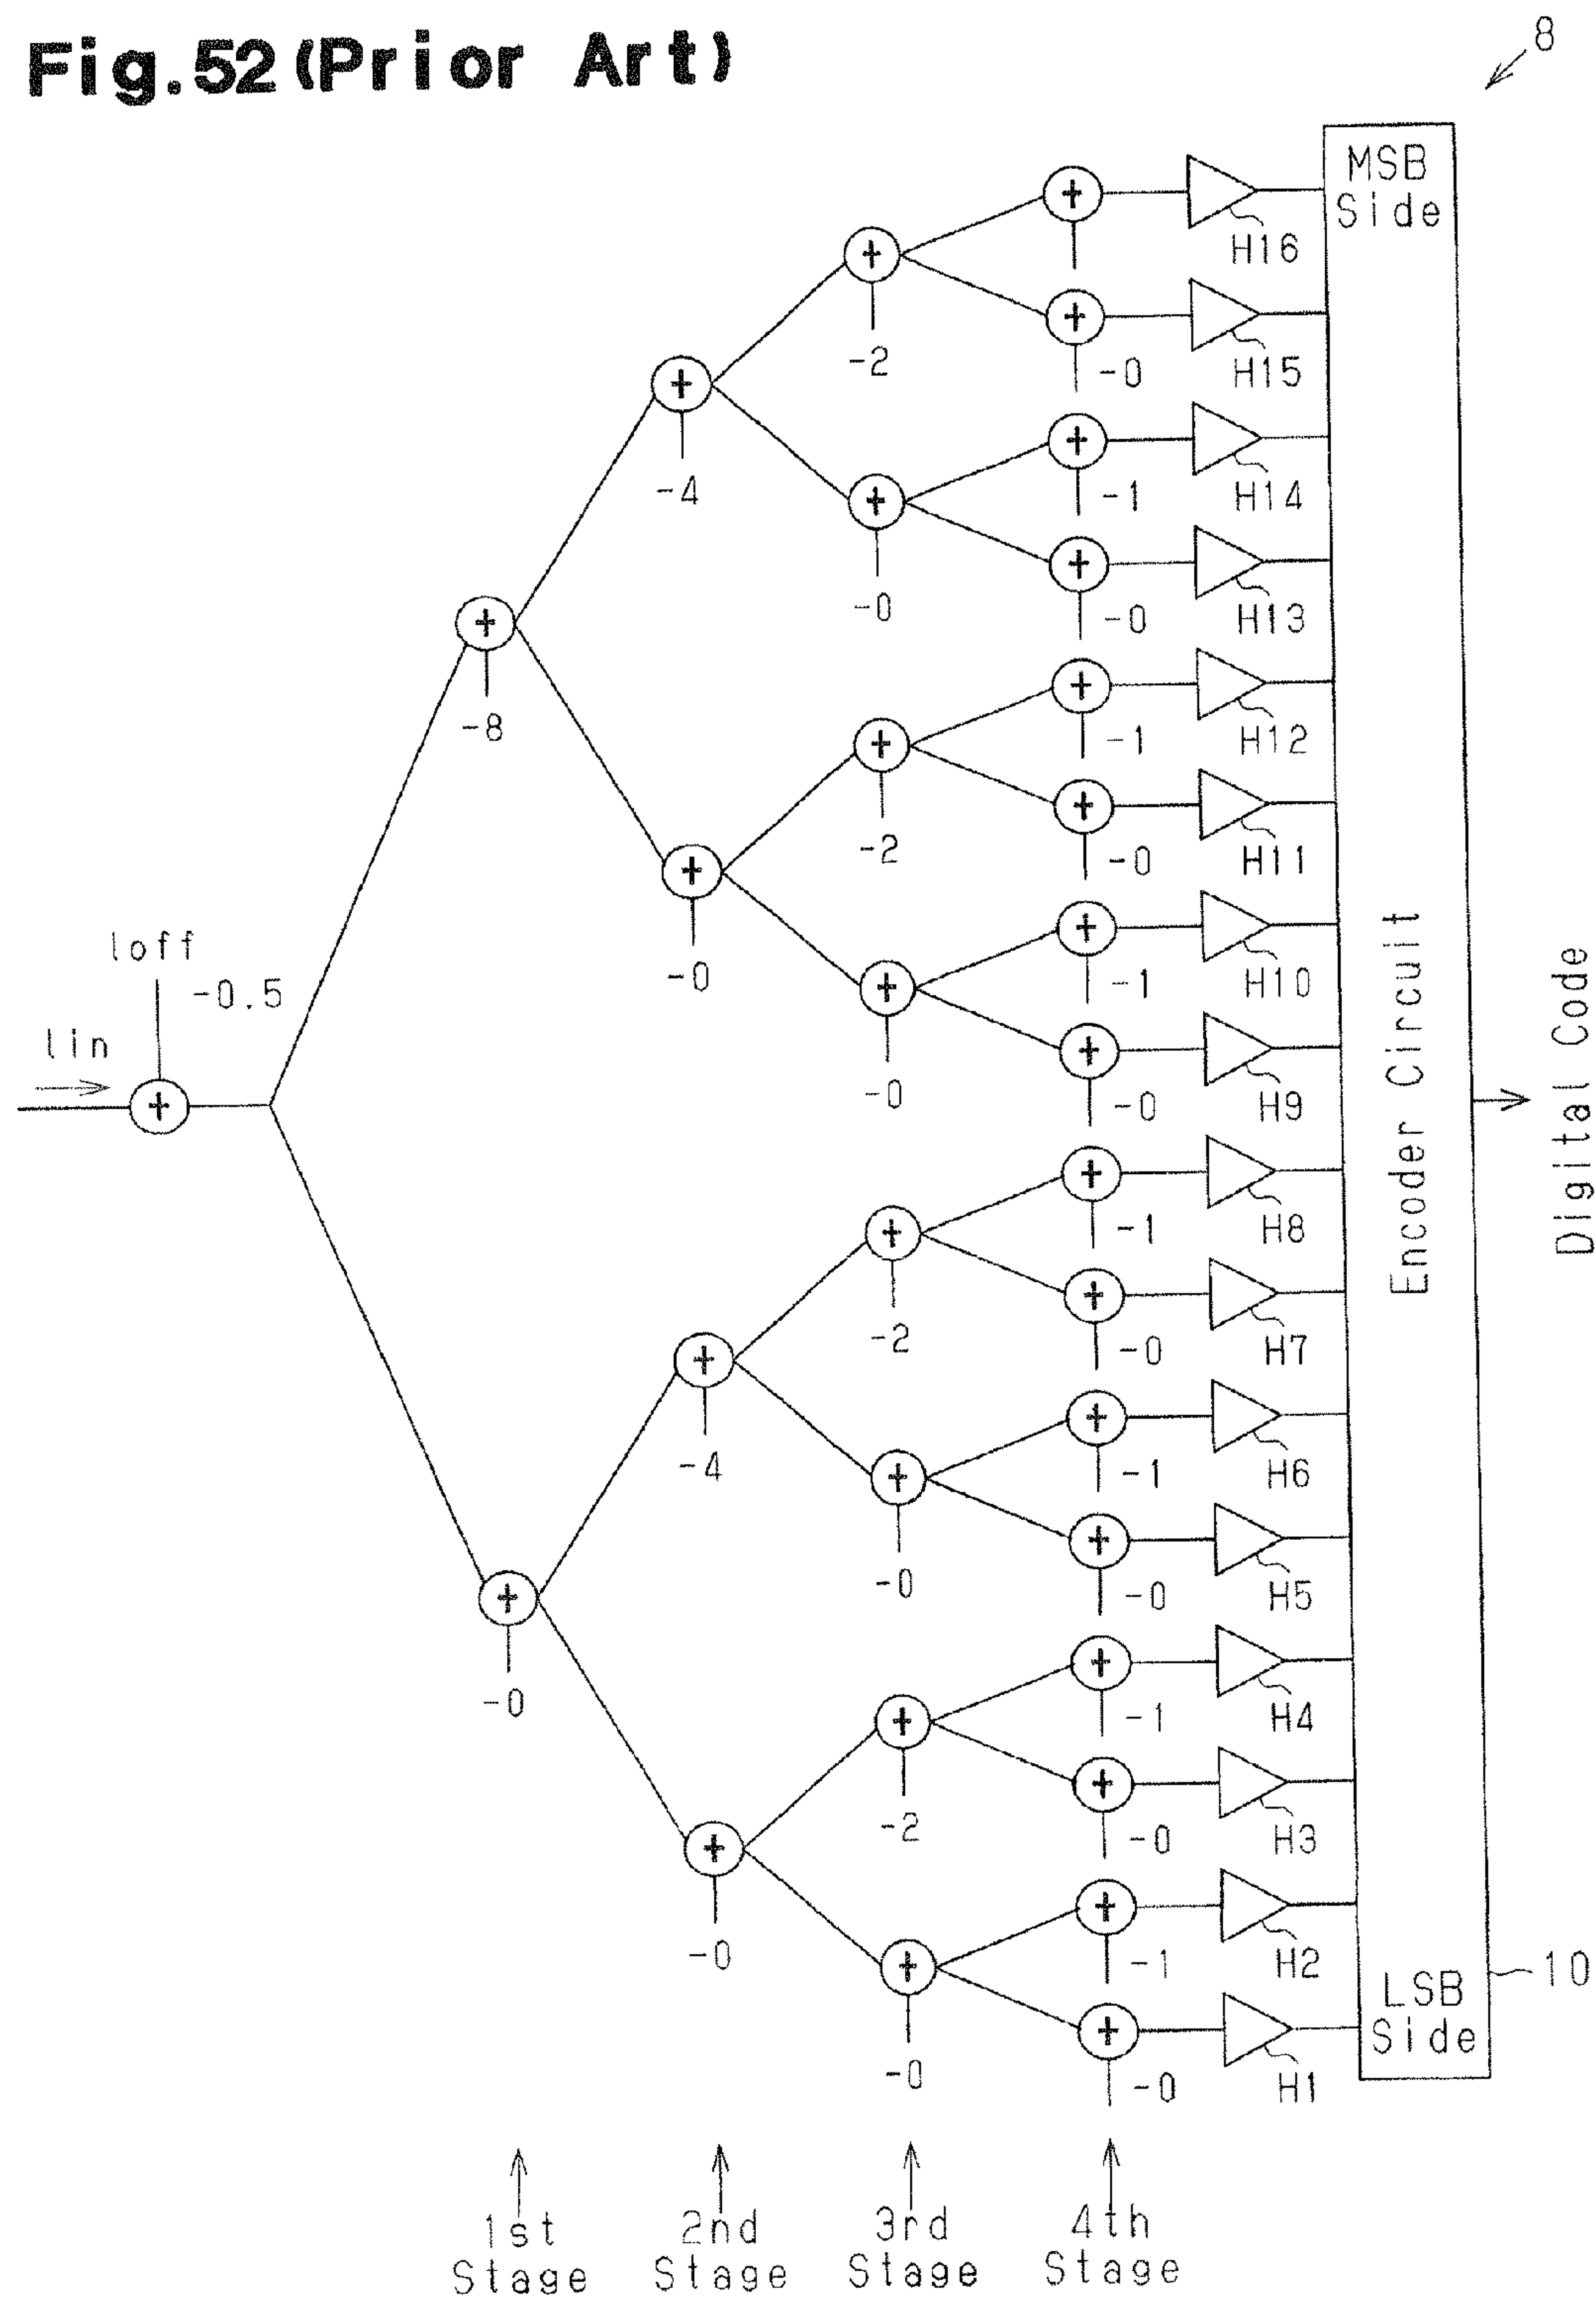 Fig.52(Prior Art)
8
MSB
Side
H16
-2
-0
H15
-4
-1
H14
-0
-0
H13
-8
-1
H12
-2
-0
H11
Ioff
-0.5
-0
-1
H10
Iin
-0
-0
H9
Encoder Circuit
Digital Code
-1
H8
-2
-0
H7
-4
-1
H6
-0
-0
H5
-0
-1
H4
-2
-0
H3
-0
-1
H2
10
LSB
Side
-0
-0
H1
1st
Stage
2nd
Stage
3rd
Stage
4th
Stage